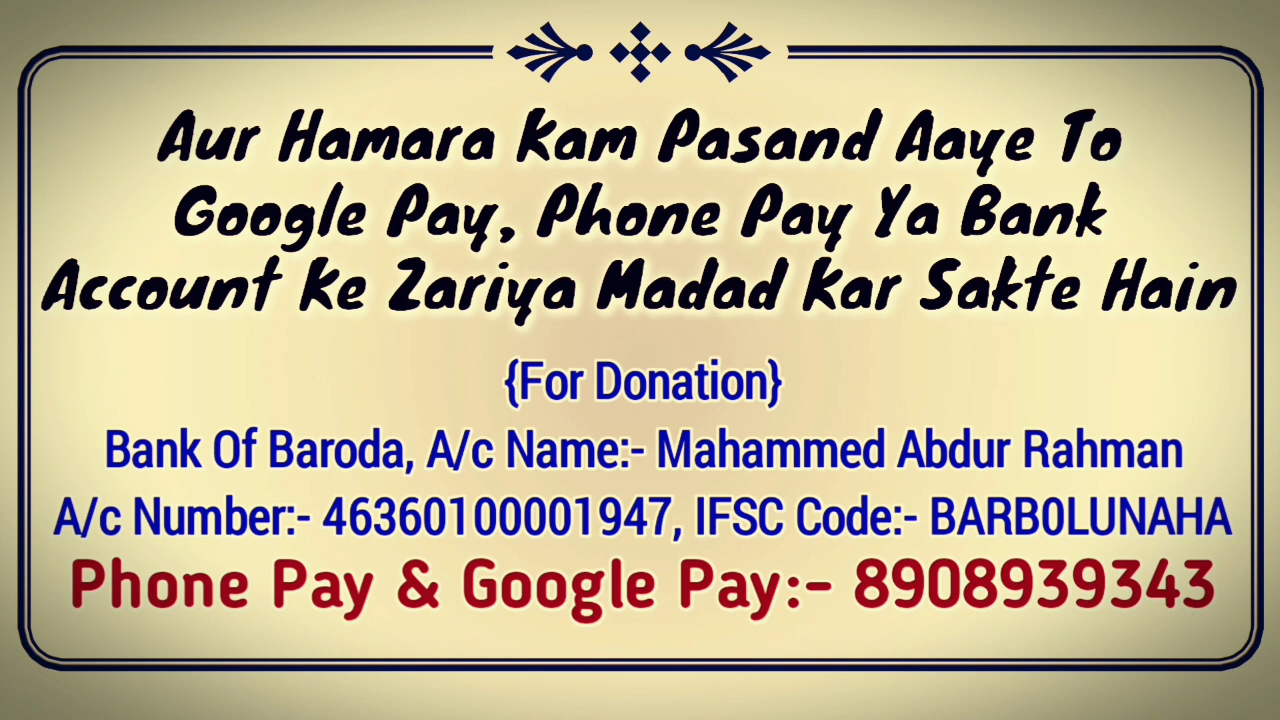 Aur Hamara Kam Pasand Aaye To
Google Pay, Phone Pay Ya Bank
Account Ke Zariya Madad Kar Sakte Hain
{For Donation}
Bank Of Baroda, A/c Name:- Mahammed Abdur Rahman
A/c Number:- 46360100001947, IFSC Code:- BARB0LUNAHA
Phone Pay & Google Pay:- 8908939343